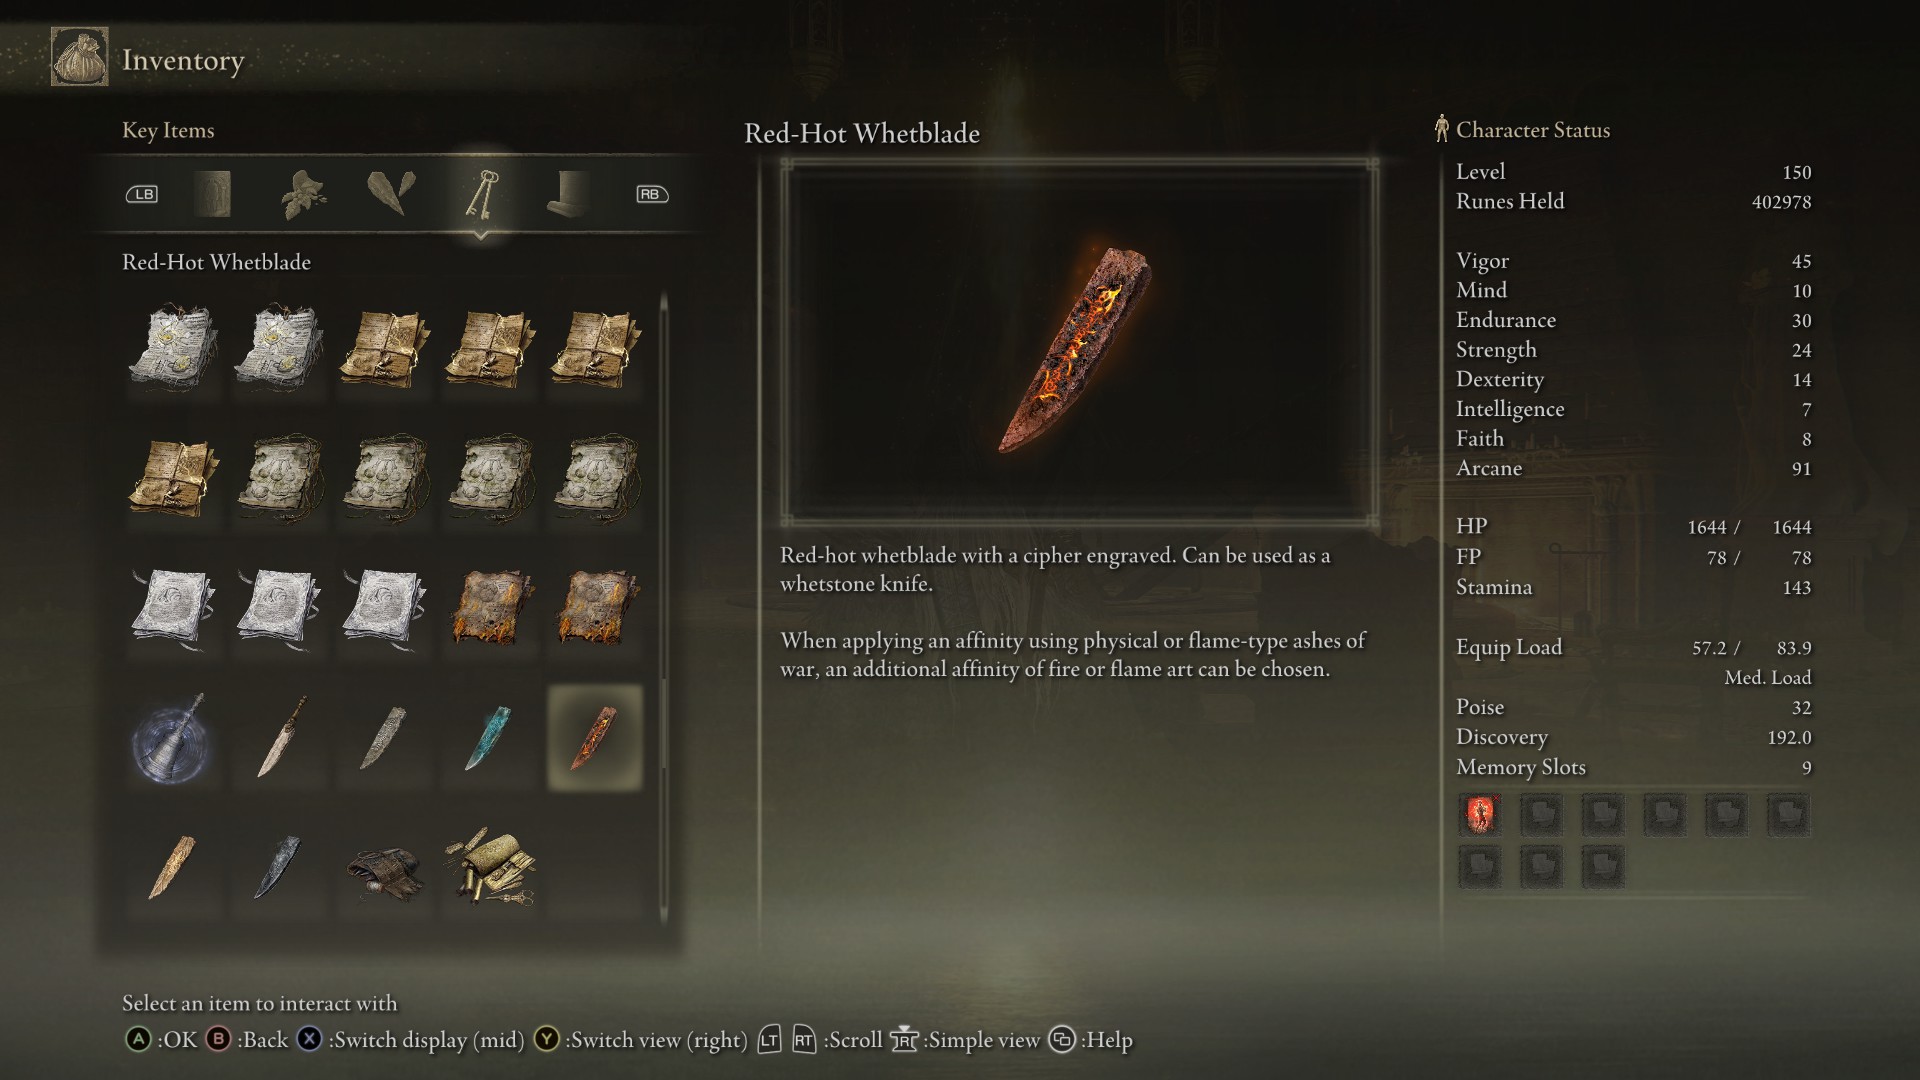 Inventory
Key Items
LB
RB
Red-Hot Whetblade
Red-Hot Whetblade
Red-hot whetblade with a cipher engraved. Can be used as a
whetstone knife.
When applying an affinity using physical or flame-type ashes of
war, an additional affinity of fire or flame art can be chosen.
Character Status
Level 150
Runes Held 402978
Vigor 45
Mind 10
Endurance 30
Strength 24
Dexterity 14
Intelligence 7
Faith 8
Arcane 91
HP 1644 / 1644
FP 78 / 78
Stamina 143
Equip Load 57.2 / 83.9
Med. Load
Poise 32
Discovery 192.0
Memory Slots 9
Select an item to interact with
A :OK B :Back X :Switch display (mid) Y :Switch view (right) LT RT :Scroll R :Simple view :Help